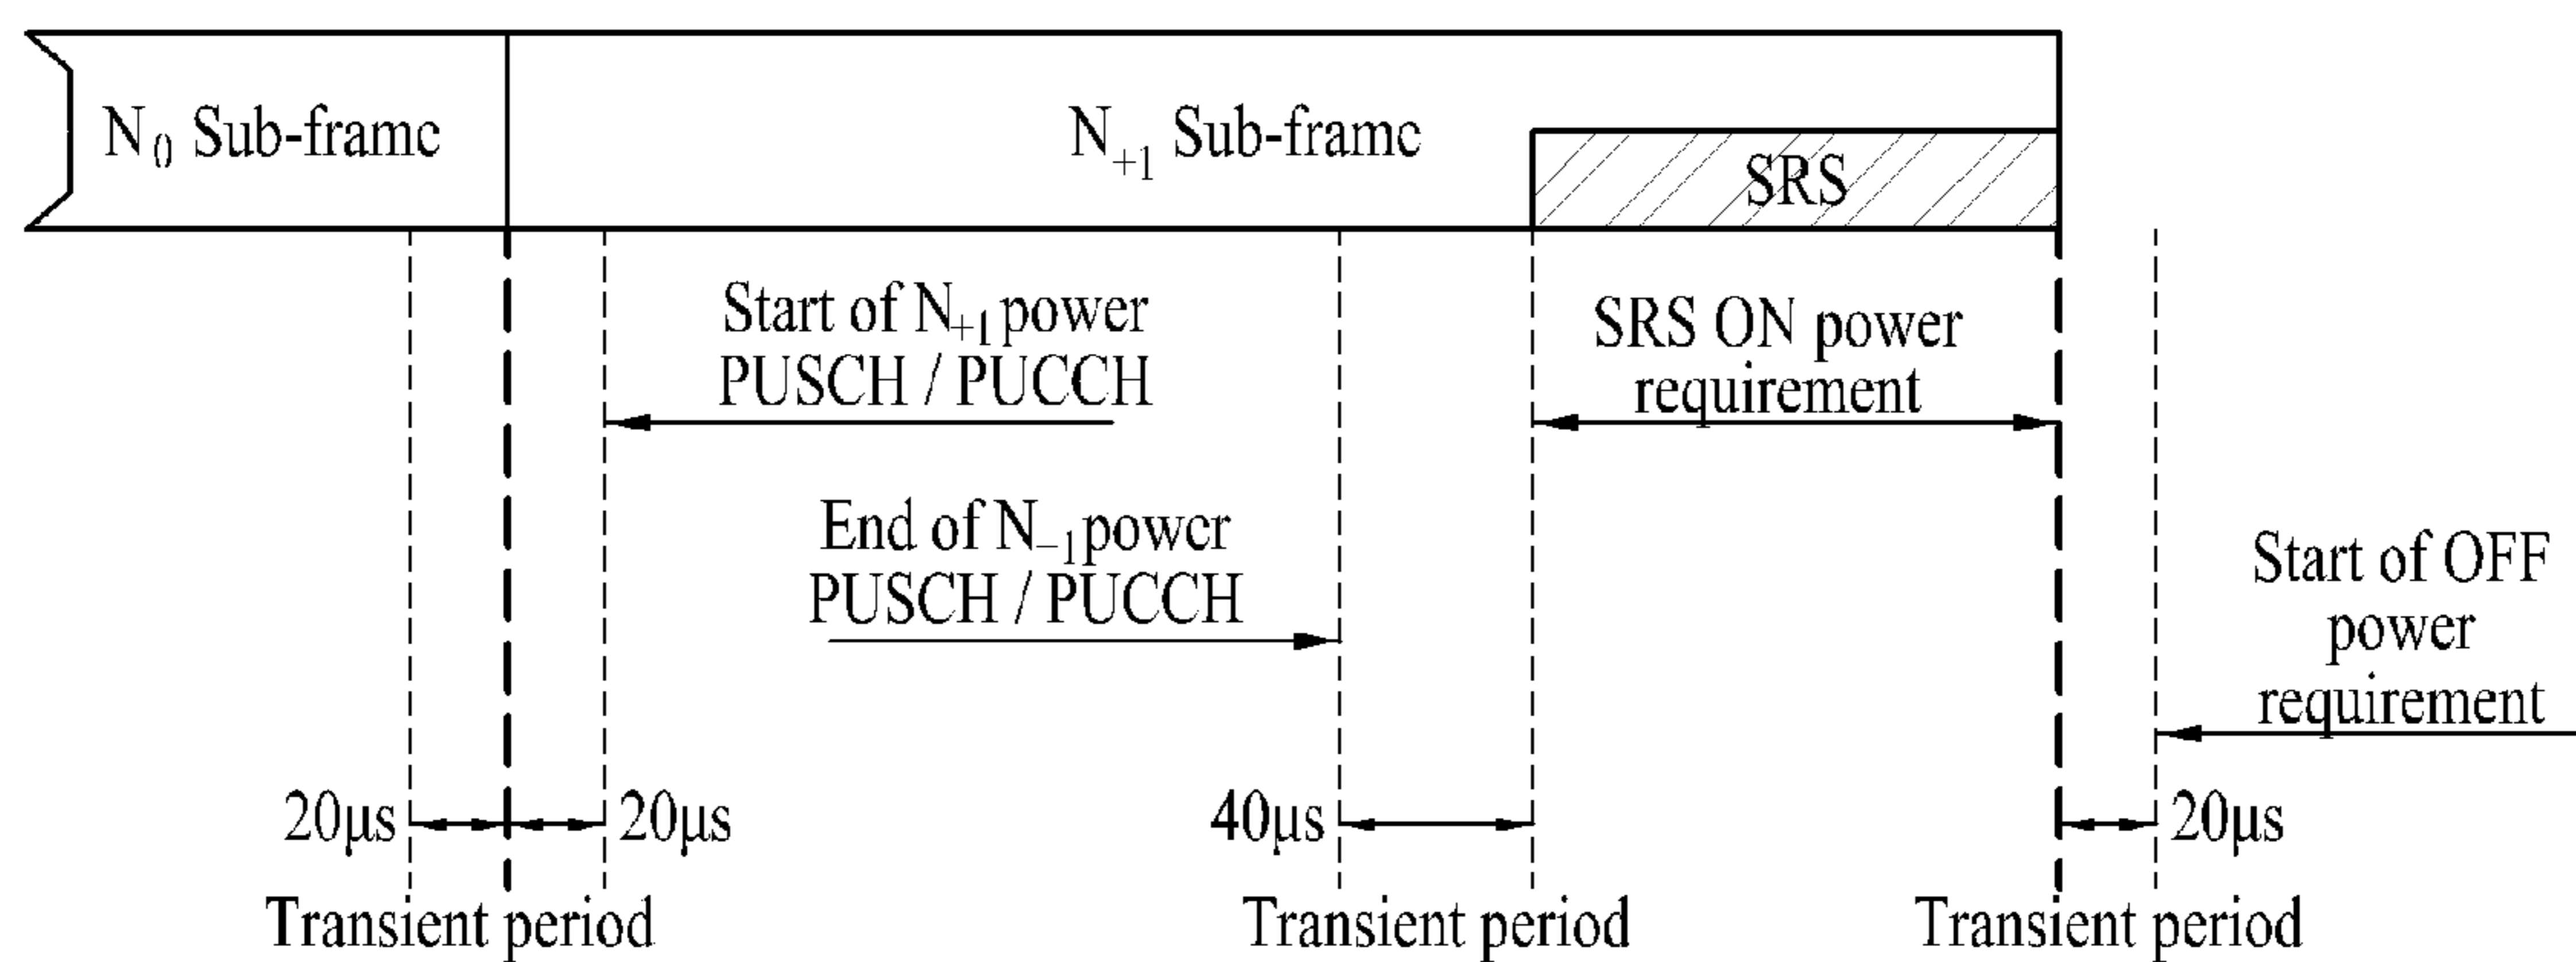 N0 Sub-frame
N+1 Sub-frame
SRS
Start of N+1 power
PUSCH / PUCCH
SRS ON power
requirement
End of N−1 power
PUSCH / PUCCH
Start of OFF
power
requirement
20μs
20μs
40μs
20μs
Transient period
Transient period
Transient period